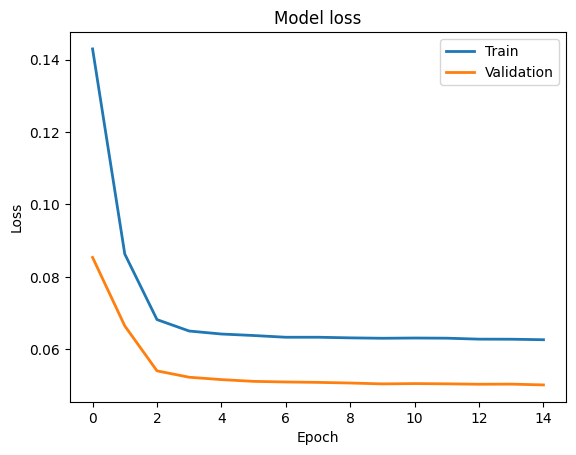 Model loss
Train
Validation
Loss
0.14
0.12
0.10
0.08
0.06
0 2 4 6 8 10 12 14
Epoch